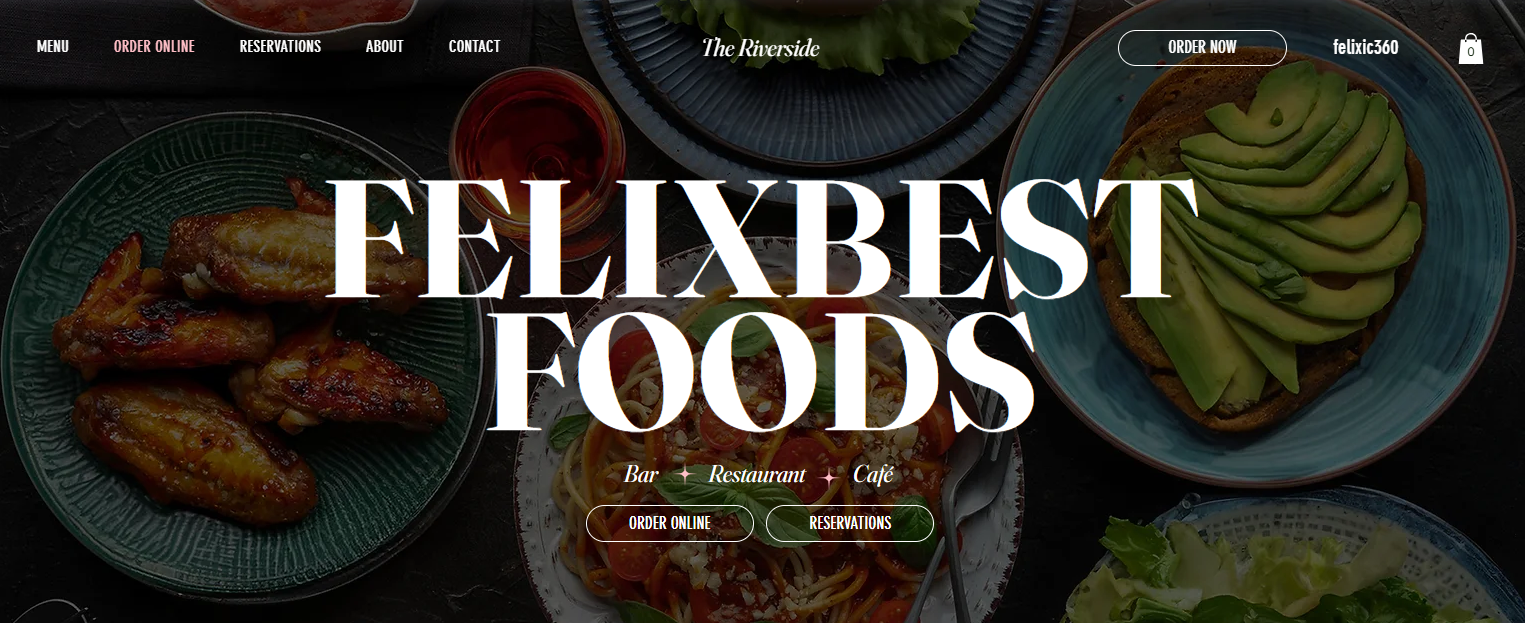 MENU ORDER ONLINE RESERVATIONS ABOUT CONTACT The Riverside ORDER NOW felixic360 0
FELIXBEST
FOODS
Bar Restaurant Café
ORDER ONLINE RESERVATIONS